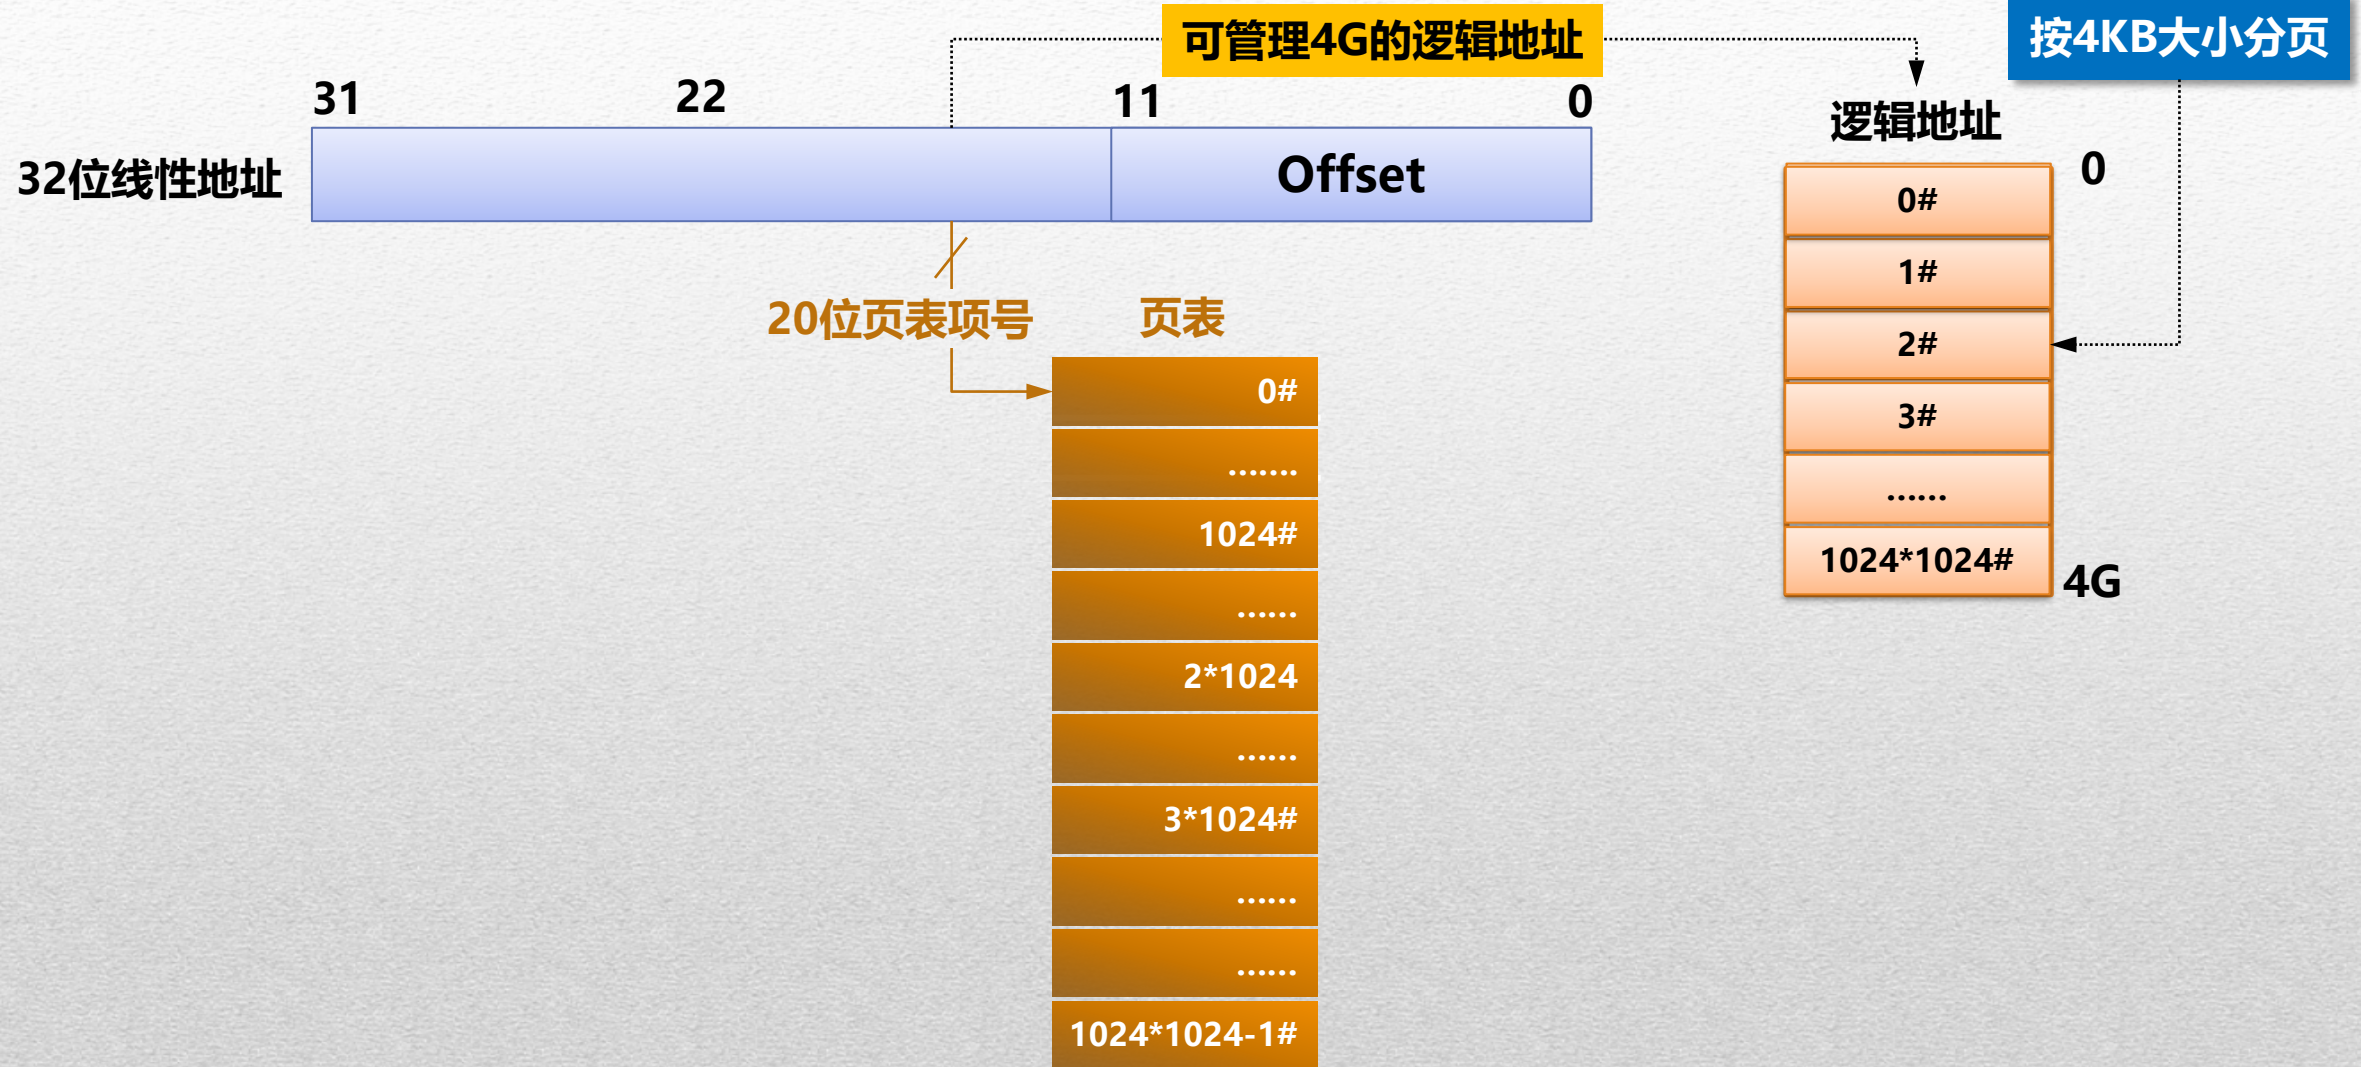 可管理4G的逻辑地址
按4KB大小分页
31
22
11
0
逻辑地址
32位线性地址
Offset
0
0#
1#
2#
3#
......
1024*1024#
4G
20位页表项号
页表
0#
.......
1024#
......
2*1024
......
3*1024#
......
......
1024*1024-1#